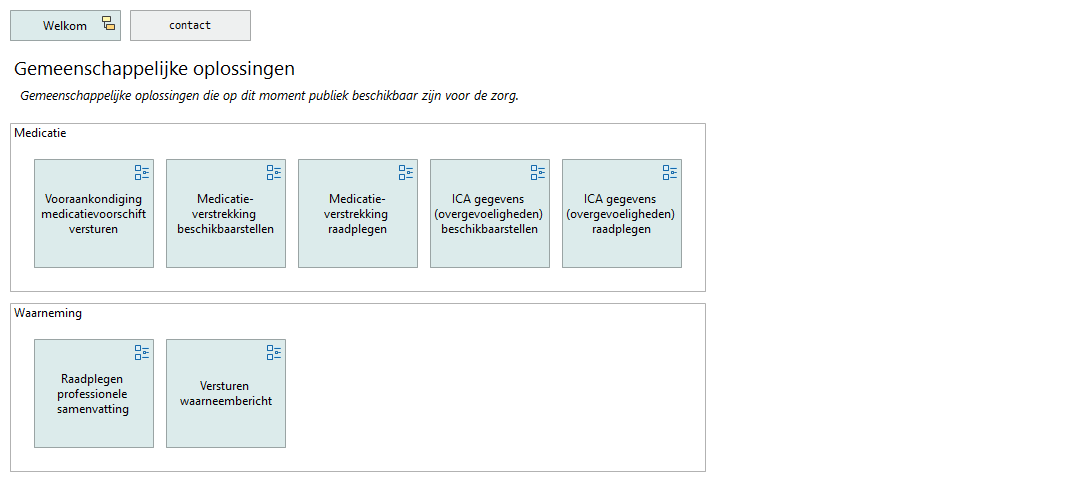 Welkom
contact
Gemeenschappelijke oplossingen
Gemeenschappelijke oplossingen die op dit moment publiek beschikbaar zijn voor de zorg.
Medicatie
Vooraankondiging
medicatievoorschift
versturen
Medicatie-
verstrekking
beschikbaarstellen
Medicatie-
verstrekking
raadplegen
ICA gegevens
(overgevoeligheden)
beschikbaarstellen
ICA gegevens
(overgevoeligheden)
raadplegen
Waarneming
Raadplegen
professionele
samenvatting
Versturen
waarneembericht